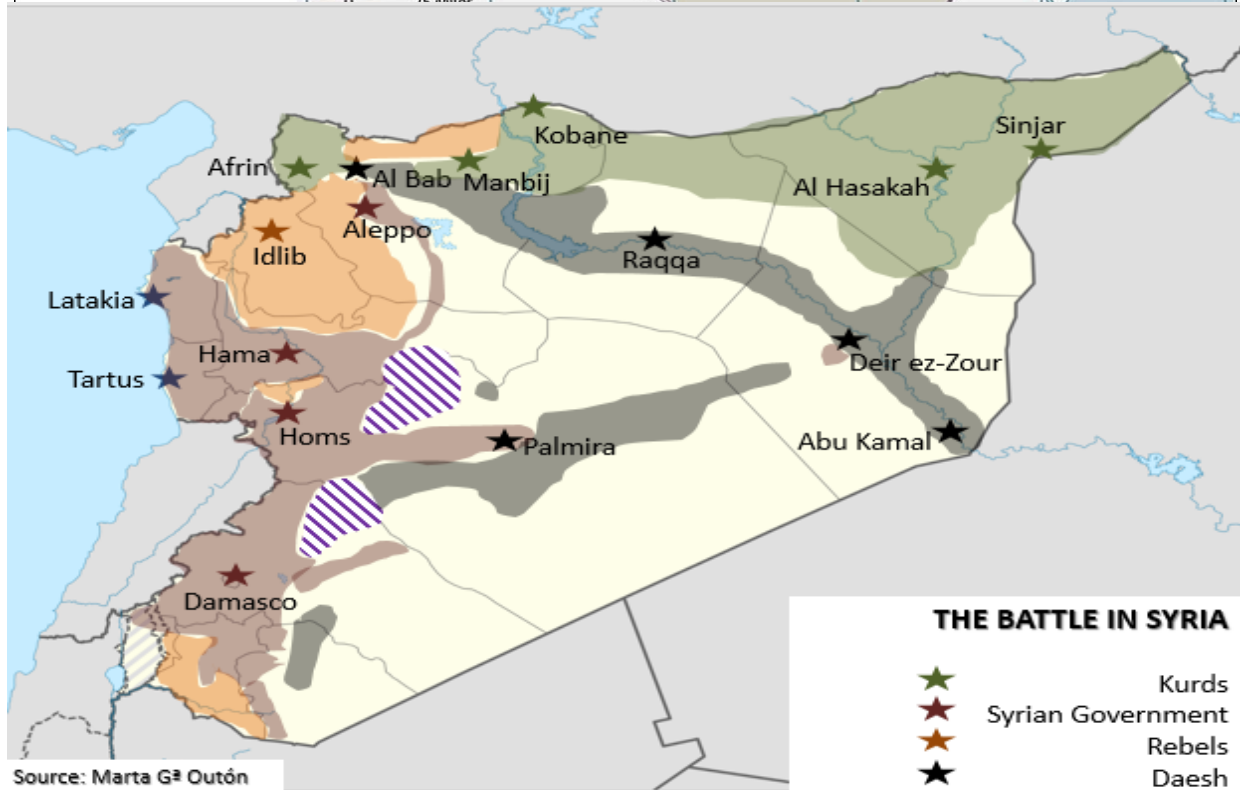 Kobane
Sinjar
Afrin
Al Bab
Manbij
Al Hasakah
Aleppo
Idlib
Raqqa
Latakia
Hama
Deir ez-Zour
Tartus
Homs
Palmira
Abu Kamal
Damasco
THE BATTLE IN SYRIA
Kurds
Syrian Government
Rebels
Daesh
Source: Marta Gª Outón